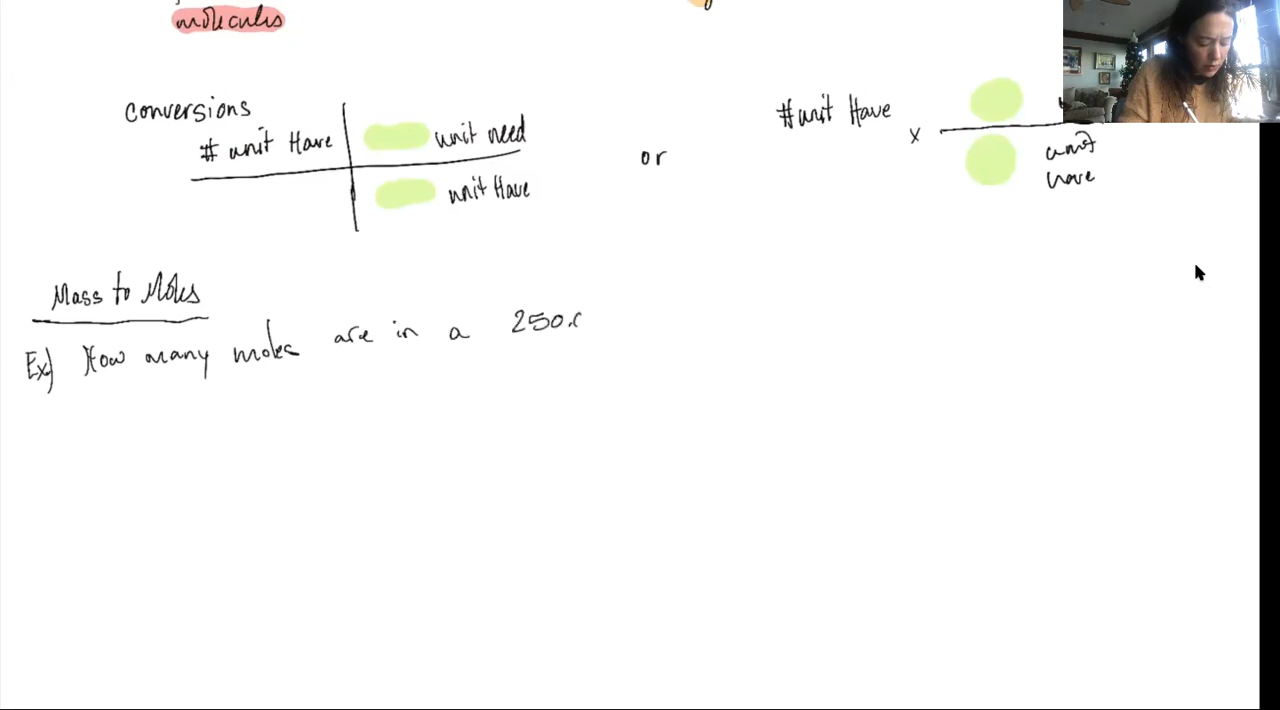 molecules
conversions
# unit Have
unit need
unit Have
or
# unit Have
x
unit
have
Mass to Moles
Ex) How many moles are in a 250.